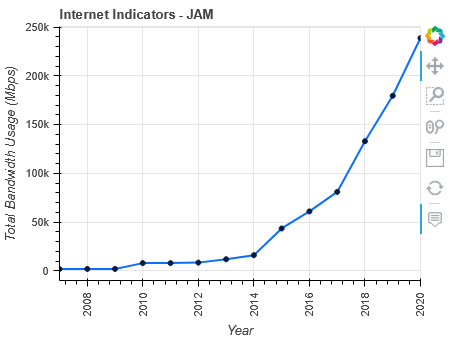 Internet Indicators - JAM
250k
200k
150k
100k
50k
0
Total Bandwidth Usage (Mbps)
2008
2010
2012
2014
2016
2018
2020
Year